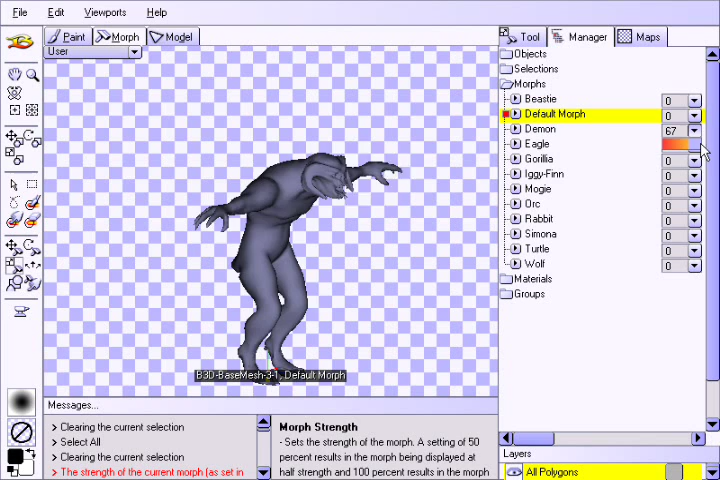 File Edit Viewports Help
Paint Morph Model
User
Tool Manager Maps
Objects
Selections
Morphs
Beastie 0
Default Morph 0
Demon 67
Eagle
Gorillia 0
Iggy-Finn 0
Mogie 0
Orc 0
Rabbit 0
Simona 0
Turtle 0
Wolf 0
Materials
Groups
B3D-BaseMesh-3-1, Default Morph
Messages...
> Clearing the current selection
> Select All
> Clearing the current selection
> The strength of the current morph (as set in
Morph Strength
- Sets the strength of the morph. A setting of 50
percent results in the morph being displayed at
half strength and 100 percent results in the morph
Layers
All Polygons